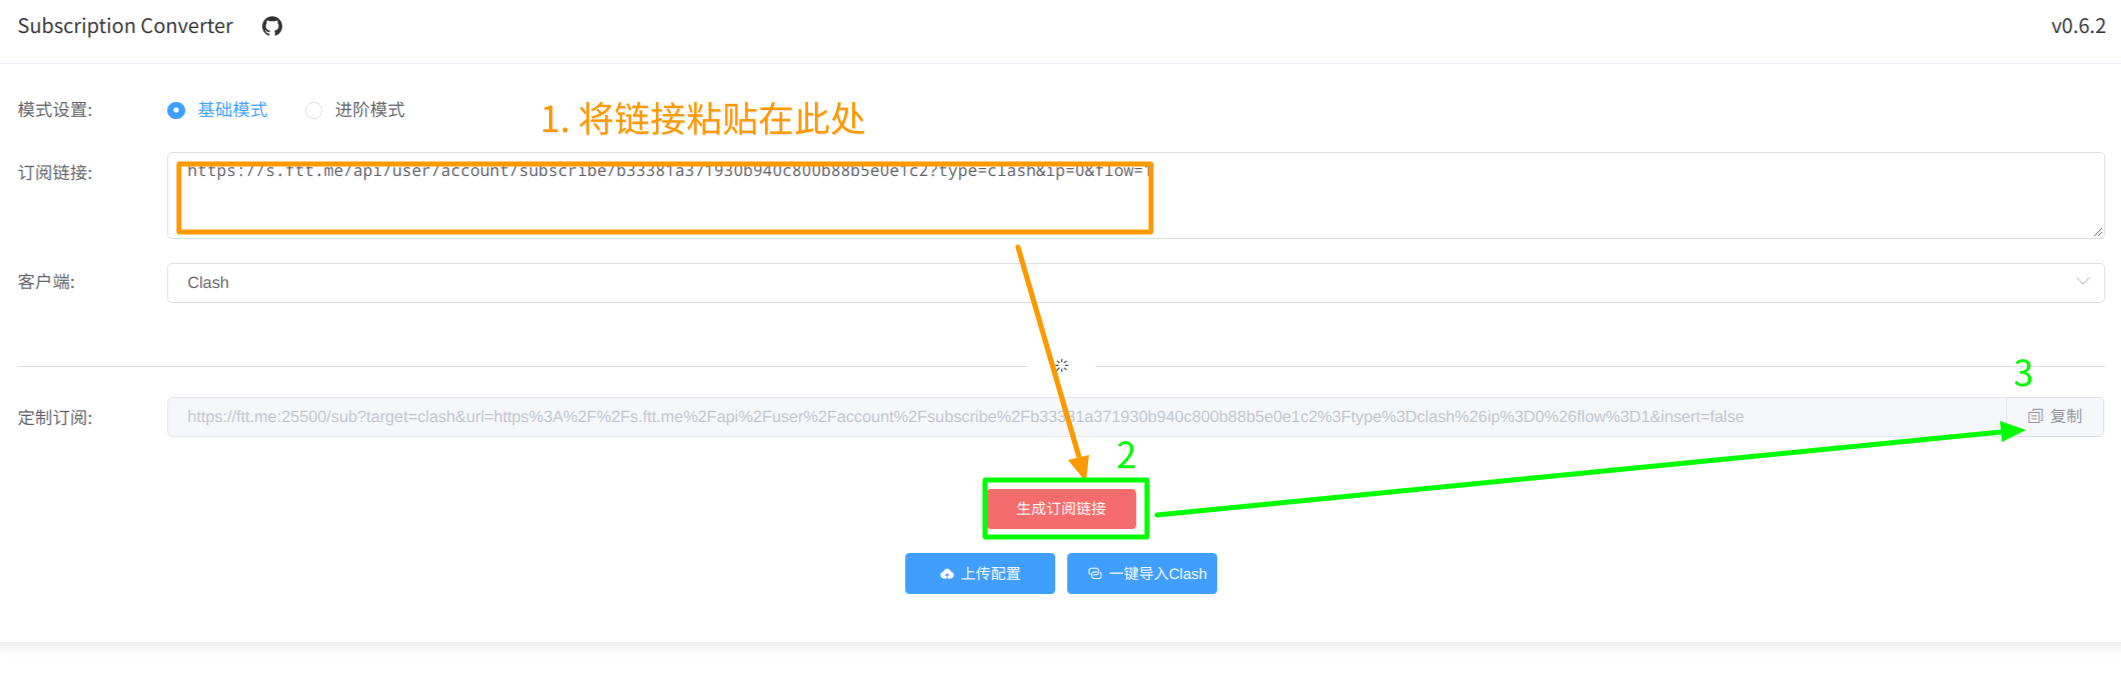 Subscription Converter
v0.6.2
模式设置:
基础模式
进阶模式
1. 将链接粘贴在此处
订阅链接:
https://s.ftt.me/api/user/account/subscribe/b33381a371930b940c800b88b5e0e1c2?type=clash&ip=0&flow=1
客户端:
Clash
3
定制订阅:
https://ftt.me:25500/sub?target=clash&url=https%3A%2F%2Fs.ftt.me%2Fapi%2Fuser%2Faccount%2Fsubscribe%2Fb33381a371930b940c800b88b5e0e1c2%3Ftype%3Dclash%26ip%3D0%26flow%3D1&insert=false
复制
2
生成订阅链接
上传配置
一键导入Clash